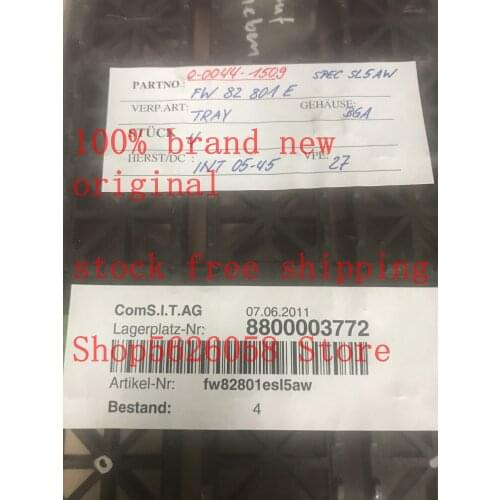 0-0044-1509 SPEC SL5AW
PARTNO: FW 82 801 E
VERP.ART: TRAY GEHÄUSE: BGA
STÜCK 4
HERST/DC: INT 05-45 VPE: 27
100% brand new
original
stock free shipping
ComS.I.T.AG 07.06.2011
Lagerplatz-Nr: 8800003772
Shop5626058 Store
Artikel-Nr: fw82801esl5aw
Bestand: 4